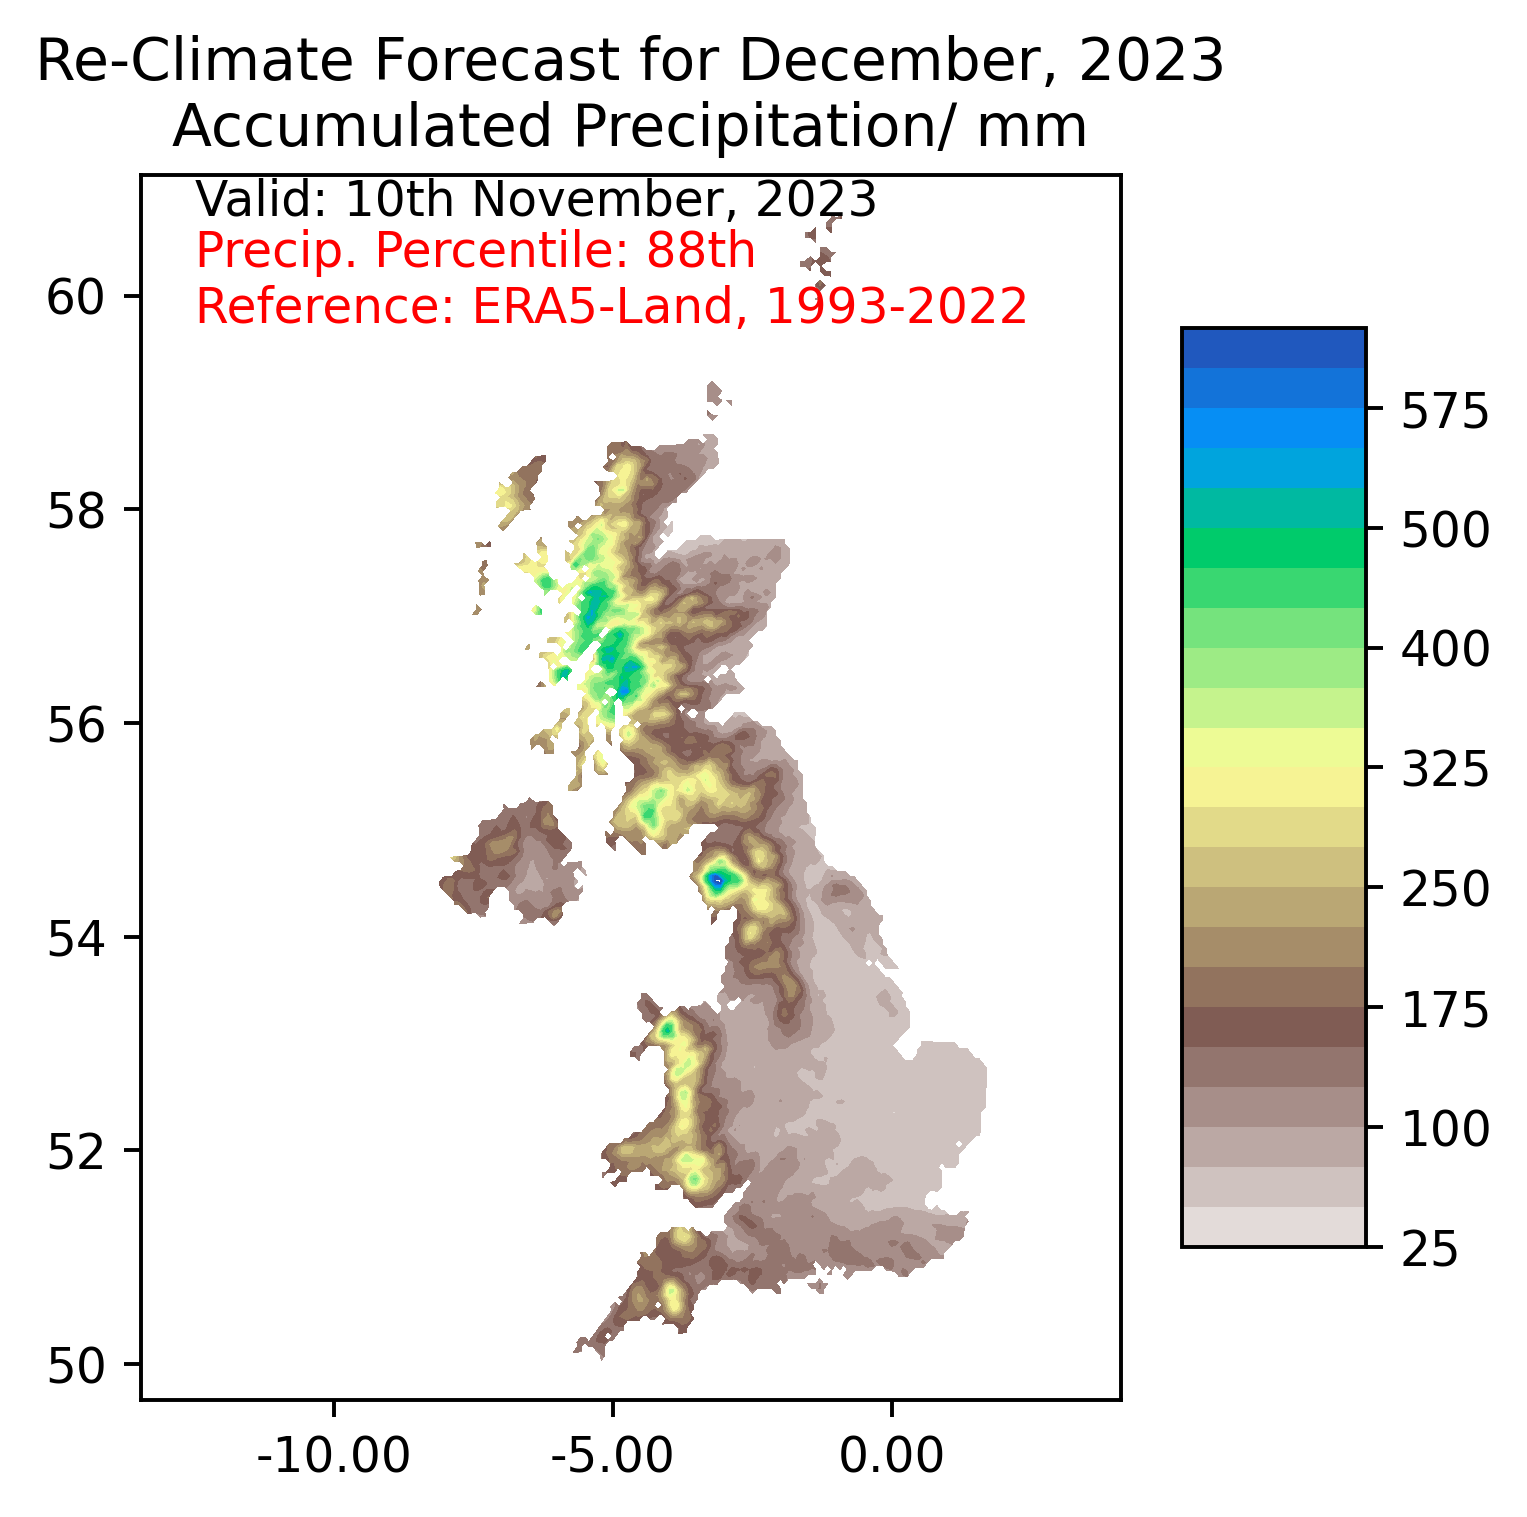 Re-Climate Forecast for December, 2023
Accumulated Precipitation/ mm
Valid: 10th November, 2023
Precip. Percentile: 88th
Reference: ERA5-Land, 1993-2022
60
58
56
54
52
50
-10.00 -5.00 0.00
575
500
400
325
250
175
100
25